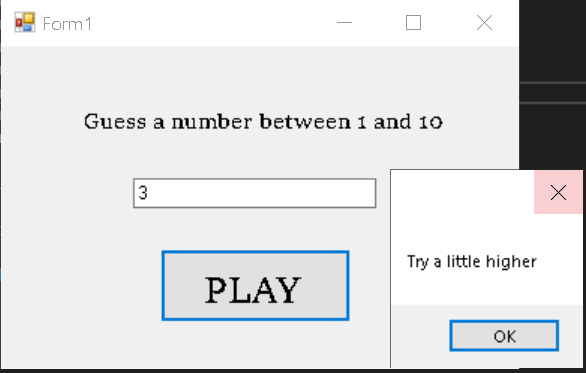 Form1
Guess a number between 1 and 10
3
PLAY
Try a little higher
OK